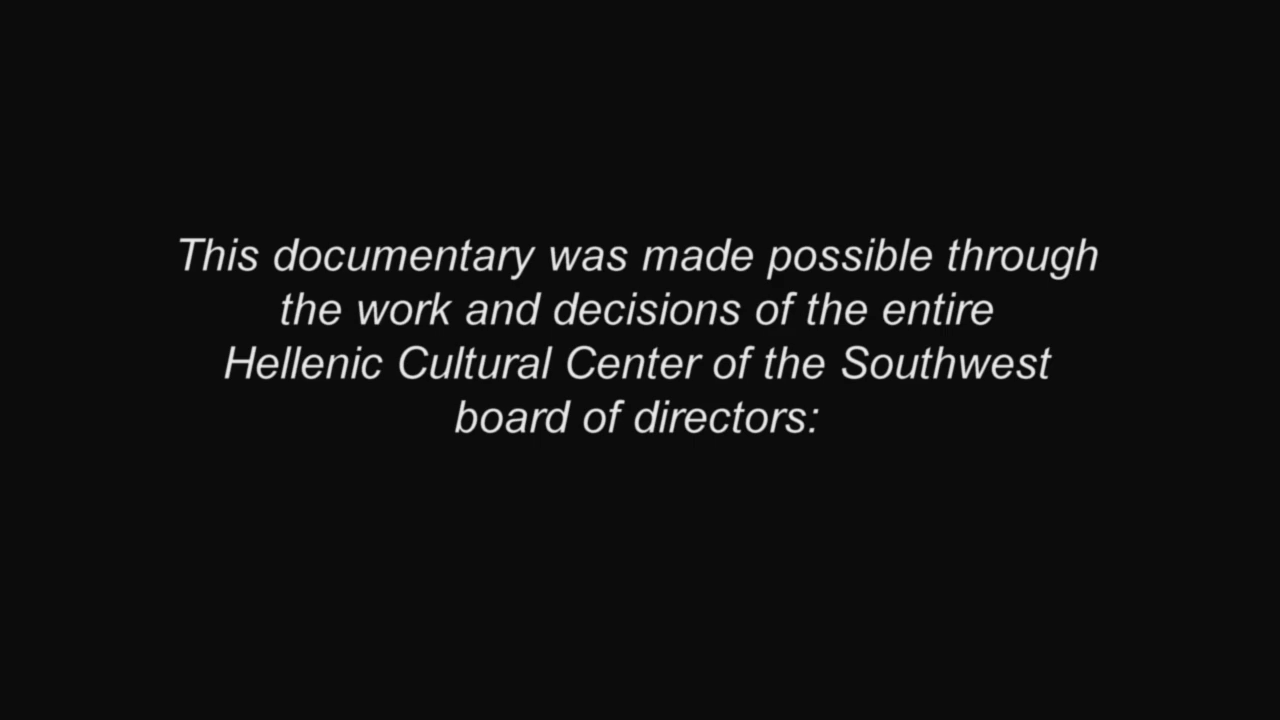 This documentary was made possible through
the work and decisions of the entire
Hellenic Cultural Center of the Southwest
board of directors: